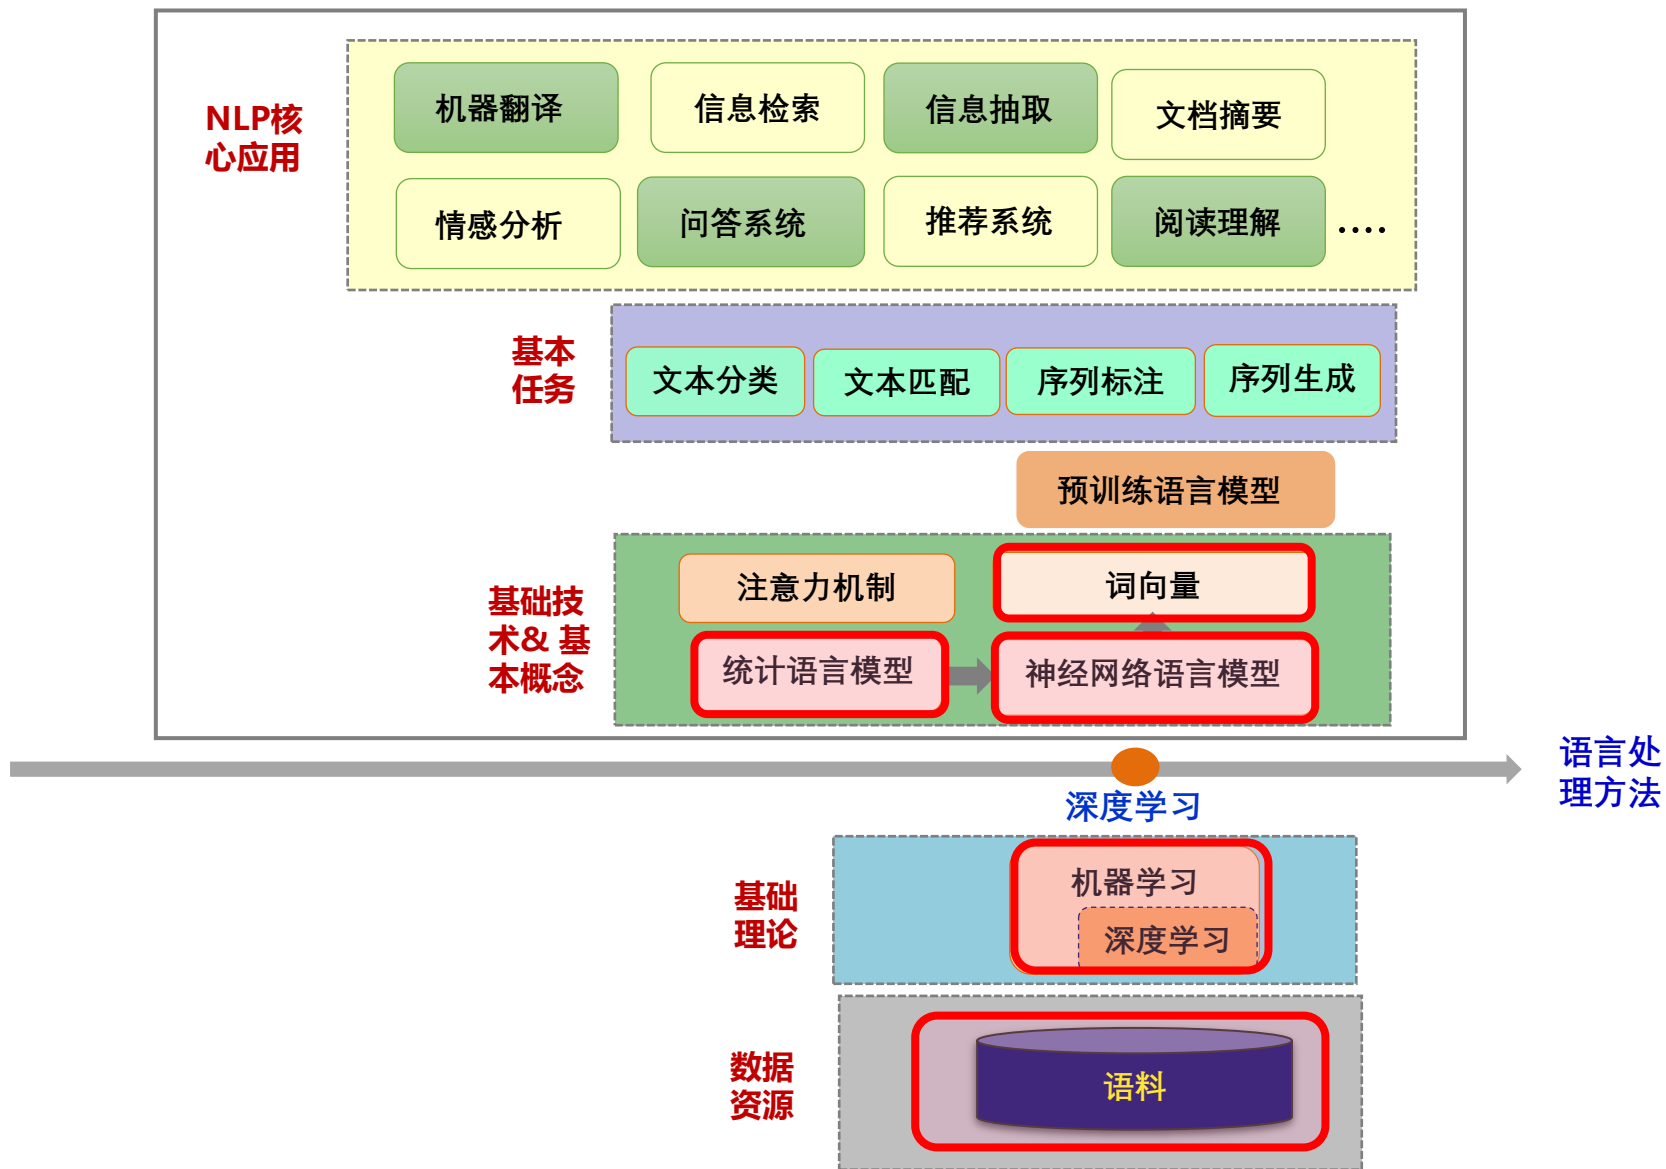 NLP核
心应用
机器翻译
信息检索
信息抽取
文档摘要
情感分析
问答系统
推荐系统
阅读理解
....
基本
任务
文本分类
文本匹配
序列标注
序列生成
预训练语言模型
基础技
术& 基
本概念
注意力机制
词向量
统计语言模型
神经网络语言模型
语言处
理方法
深度学习
基础
理论
机器学习
深度学习
数据
资源
语料